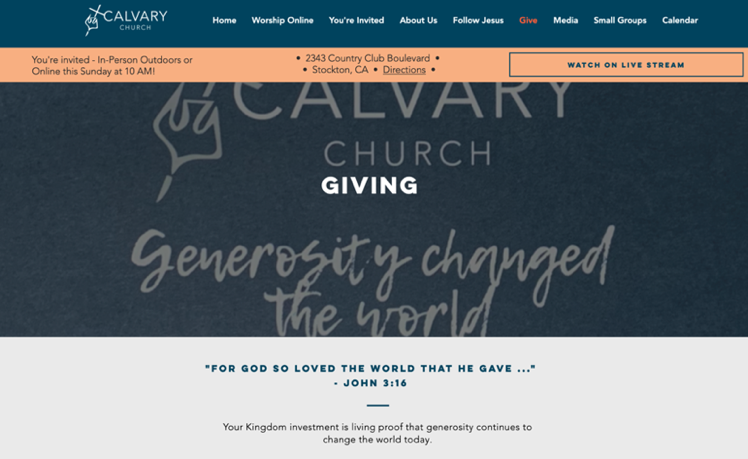 CALVARY
CHURCH
Home Worship Online You're Invited About Us Follow Jesus Give Media Small Groups Calendar
You're invited - In-Person Outdoors or
Online this Sunday at 10 AM!
• 2343 Country Club Boulevard •
• Stockton, CA • Directions •
WATCH ON LIVE STREAM
CALVARY
CHURCH
GIVING
Generosity changed
the world
"FOR GOD SO LOVED THE WORLD THAT HE GAVE ..."
- JOHN 3:16
Your Kingdom investment is living proof that generosity continues to
change the world today.